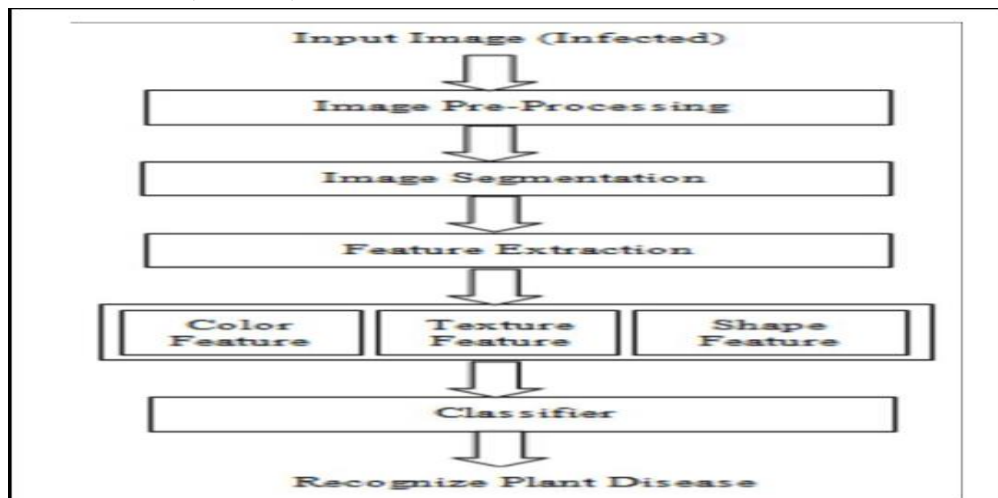 Input Image (Infected)
Image Pre-Processing
Image Segmentation
Feature Extraction
Color
Feature
Texture
Feature
Shape
Feature
Classifier
Recognize Plant Disease